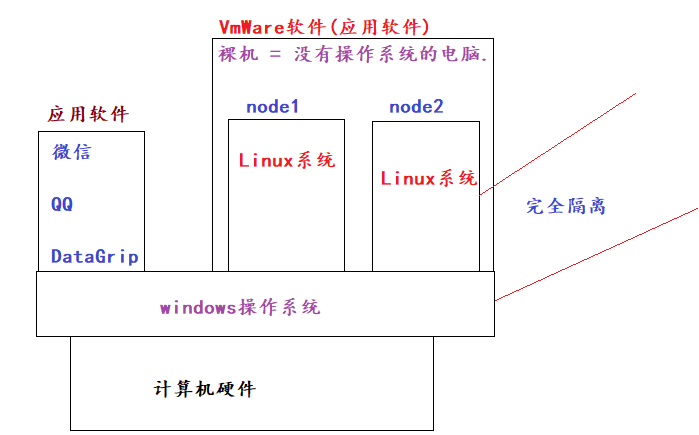 VmWare软件(应用软件)
裸机 = 没有操作系统的电脑.
node1
node2
应用软件
微信
QQ
DataGrip
Linux系统
Linux系统
完全隔离
windows操作系统
计算机硬件